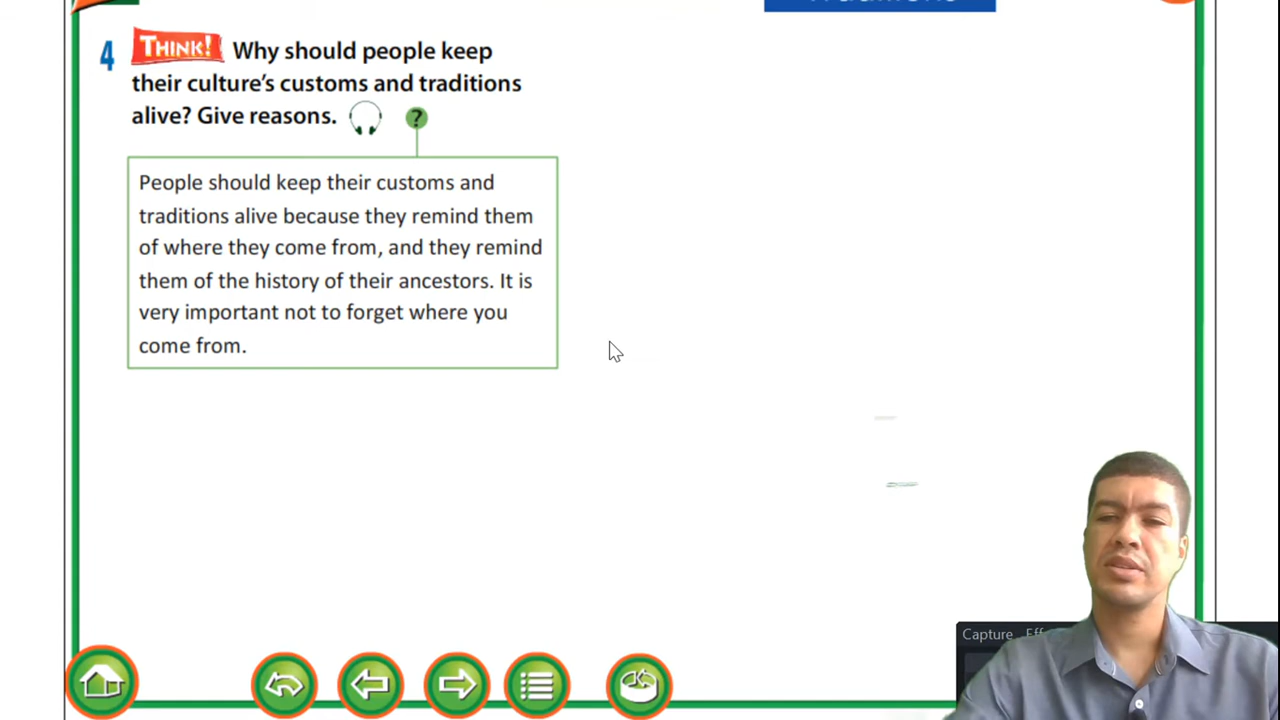 4 THINK! Why should people keep
their culture's customs and traditions
alive? Give reasons.
?
People should keep their customs and
traditions alive because they remind them
of where they come from, and they remind
them of the history of their ancestors. It is
very important not to forget where you
come from.
Capture